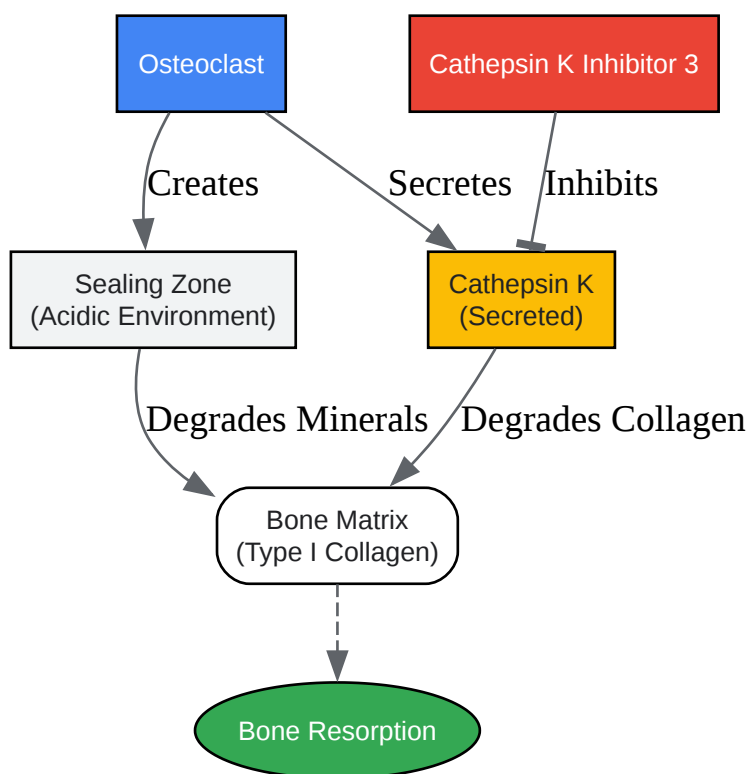 Osteoclast
Cathepsin K Inhibitor 3
Creates
Secretes
Inhibits
Sealing Zone
(Acidic Environment)
Cathepsin K
(Secreted)
Degrades Minerals
Degrades Collagen
Bone Matrix
(Type I Collagen)
Bone Resorption